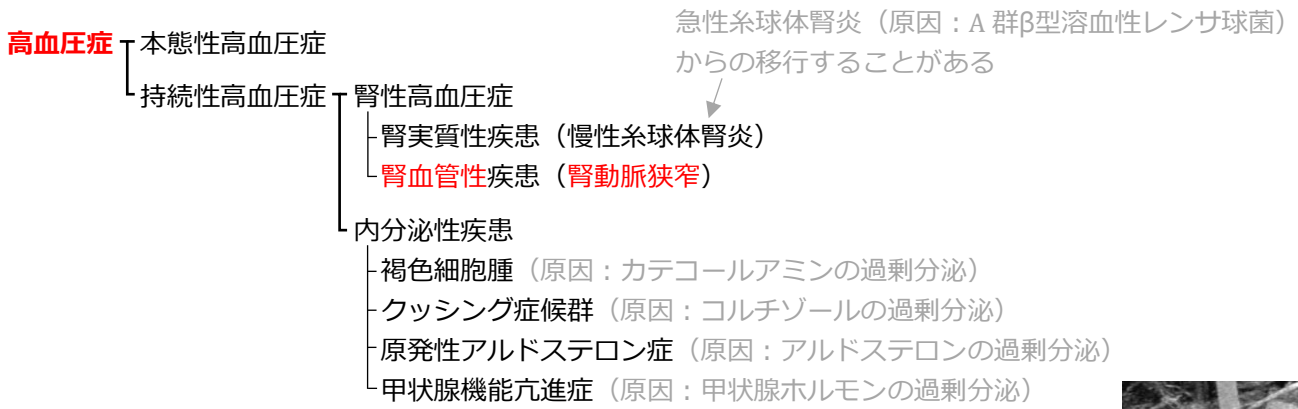 急性糸球体腎炎（原因：A 群β型溶血性レンサ球菌）
からの移行することがある
高血圧症 本態性高血圧症
持続性高血圧症 腎性高血圧症
腎実質性疾患（慢性糸球体腎炎）
腎血管性疾患（腎動脈狭窄）
内分泌性疾患
褐色細胞腫（原因：カテコールアミンの過剰分泌）
クッシング症候群（原因：コルチゾールの過剰分泌）
原発性アルドステロン症（原因：アルドステロンの過剰分泌）
甲状腺機能亢進症（原因：甲状腺ホルモンの過剰分泌）